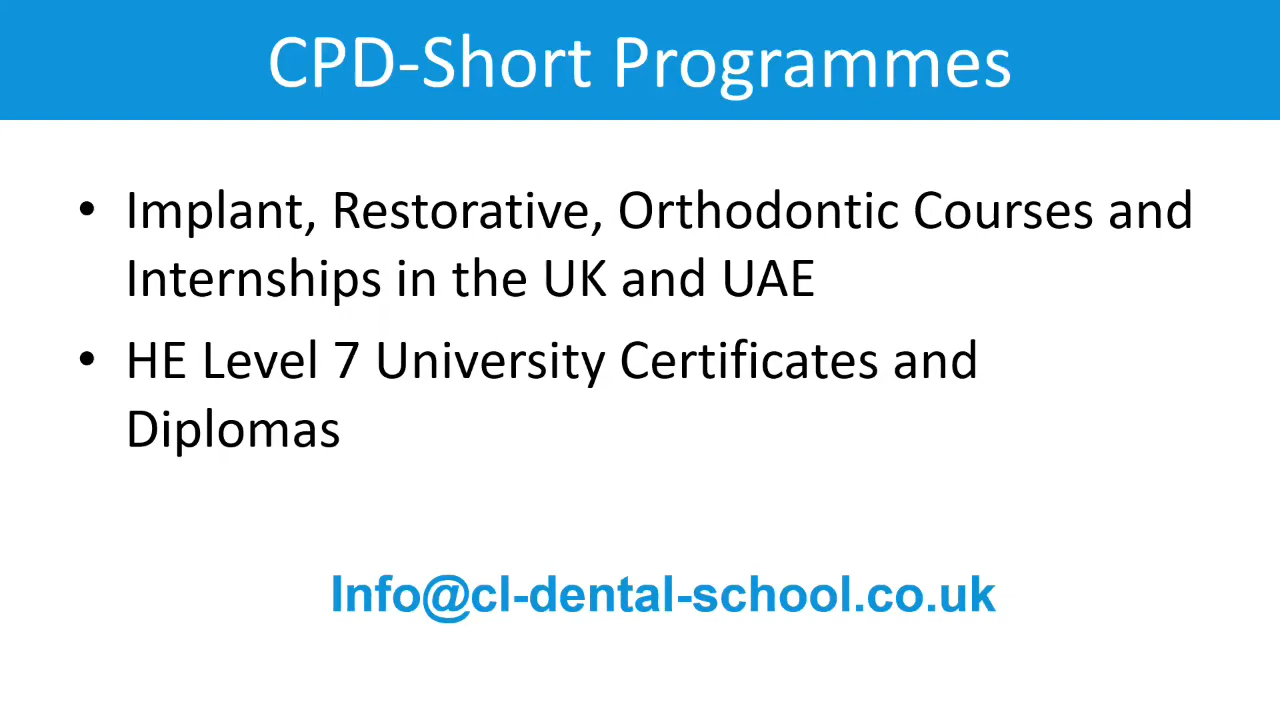 CPD-Short Programmes
• Implant, Restorative, Orthodontic Courses and
Internships in the UK and UAE
• HE Level 7 University Certificates and
Diplomas
Info@cl-dental-school.co.uk